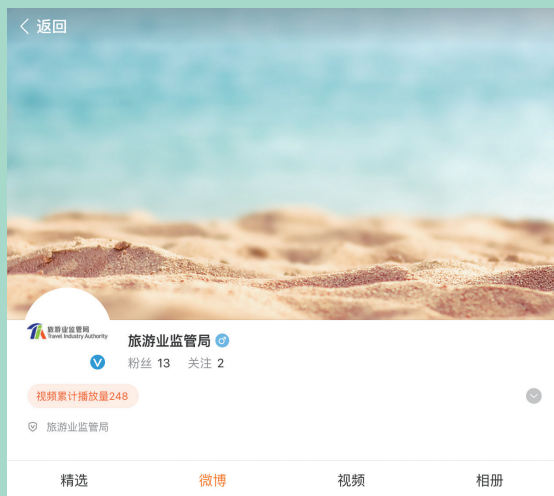 返回
旅游业监管局
Travel Industry Authority
旅游业监管局
粉丝 13 关注 2
视频累计播放量248
旅游业监管局
精选 微博 视频 相册